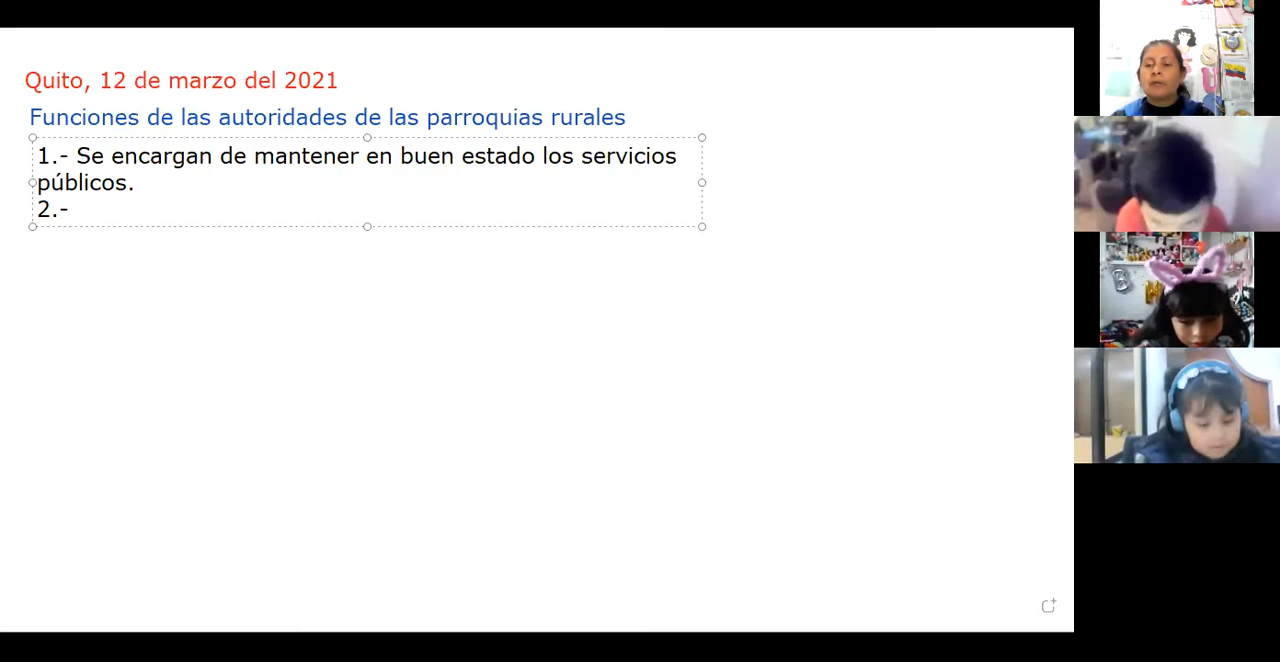 Quito, 12 de marzo del 2021
Funciones de las autoridades de las parroquias rurales
1.- Se encargan de mantener en buen estado los servicios
públicos.
2.-
B
M
S
U